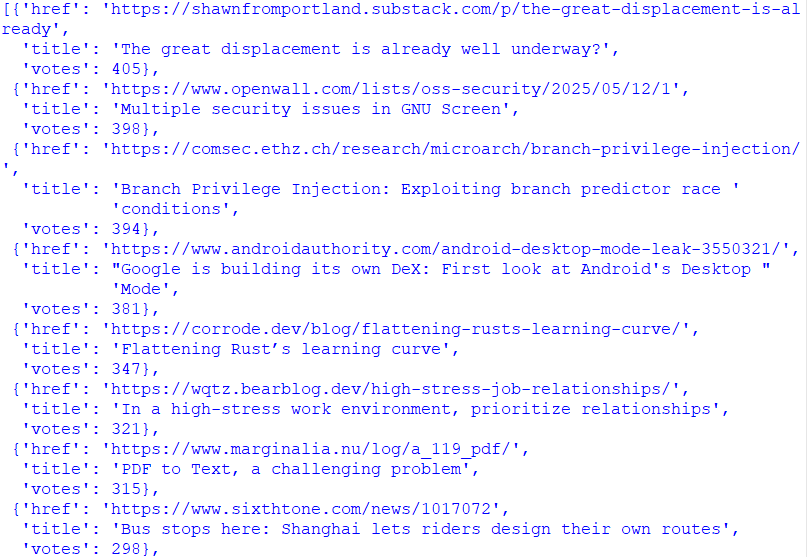 [{'href': 'https://shawnfromportland.substack.com/p/the-great-displacement-is-al
ready',
  'title': 'The great displacement is already well underway?',
  'votes': 405},
 {'href': 'https://www.openwall.com/lists/oss-security/2025/05/12/1',
  'title': 'Multiple security issues in GNU Screen',
  'votes': 398},
 {'href': 'https://comsec.ethz.ch/research/microarch/branch-privilege-injection/
',
  'title': 'Branch Privilege Injection: Exploiting branch predictor race '
           'conditions',
  'votes': 394},
 {'href': 'https://www.androidauthority.com/android-desktop-mode-leak-3550321/',
  'title': "Google is building its own DeX: First look at Android's Desktop "
           'Mode',
  'votes': 381},
 {'href': 'https://corrode.dev/blog/flattening-rusts-learning-curve/',
  'title': 'Flattening Rust’s learning curve',
  'votes': 347},
 {'href': 'https://wqtz.bearblog.dev/high-stress-job-relationships/',
  'title': 'In a high-stress work environment, prioritize relationships',
  'votes': 321},
 {'href': 'https://www.marginalia.nu/log/a_119_pdf/',
  'title': 'PDF to Text, a challenging problem',
  'votes': 315},
 {'href': 'https://www.sixthtone.com/news/1017072',
  'title': 'Bus stops here: Shanghai lets riders design their own routes',
  'votes': 298},